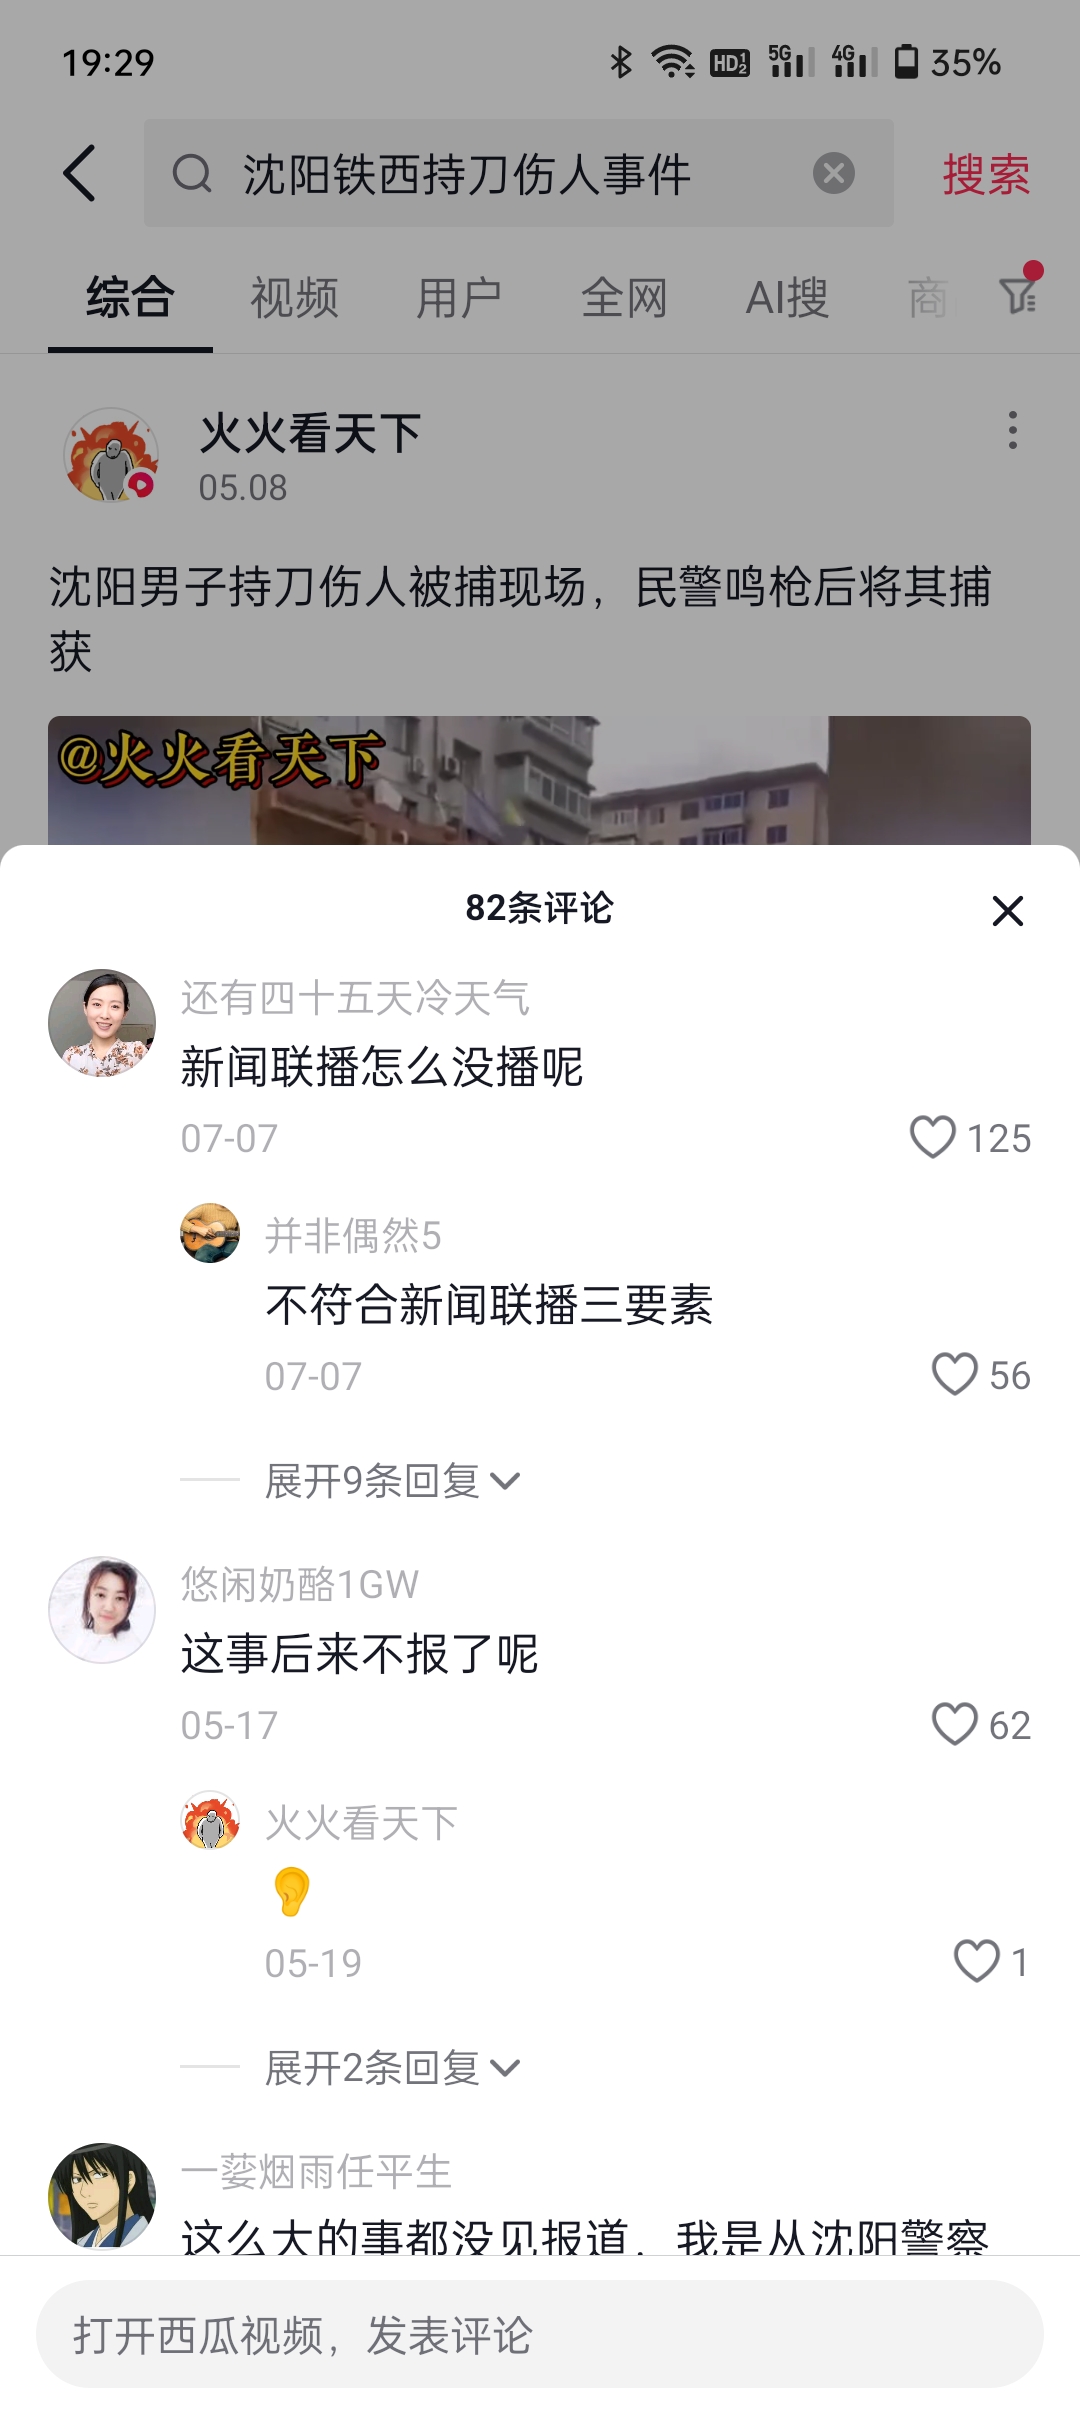 19:29
HD 1 2
5G
4G
35%
沈阳铁西持刀伤人事件
搜索
综合
视频
用户
全网
AI搜
商
火火看天下
05.08
沈阳男子持刀伤人被捕现场，民警鸣枪后将其捕
获
@火火看天下
82条评论
还有四十五天冷天气
新闻联播怎么没播呢
07-07
125
并非偶然5
不符合新闻联播三要素
07-07
56
展开9条回复
悠闲奶酪1GW
这事后来不报了呢
05-17
62
火火看天下
05-19
1
展开2条回复
一蓑烟雨任平生
这么大的事都没见报道，我是从沈阳警察
打开西瓜视频，发表评论